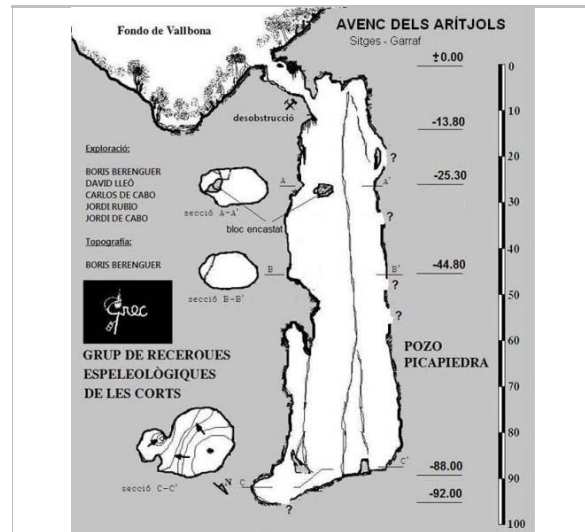 Fondo de Vallbona
AVENC DELS ARÍTJOLS
Sitges - Garraf
±0.00
0
desobstrucció
10
-13.80
Exploració:
BORIS BERENGUER
DAVID LLEÓ
CARLOS DE CABO
JORDI RUBIO
JORDI DE CABO
?
20
A
A'
-25.30
secció A-A'
bloc encastat
30
?
Topografia:
BORIS BERENGUER
40
B
B'
-44.80
secció B-B'
?
50
?
Grec
GRUP DE RECERQUES
ESPELEOLÒGIQUES
DE LES CORTS
POZO
PICAPIEDRA
60
70
80
C
C'
-88.00
secció C-C'
N
90
-92.00
?
100